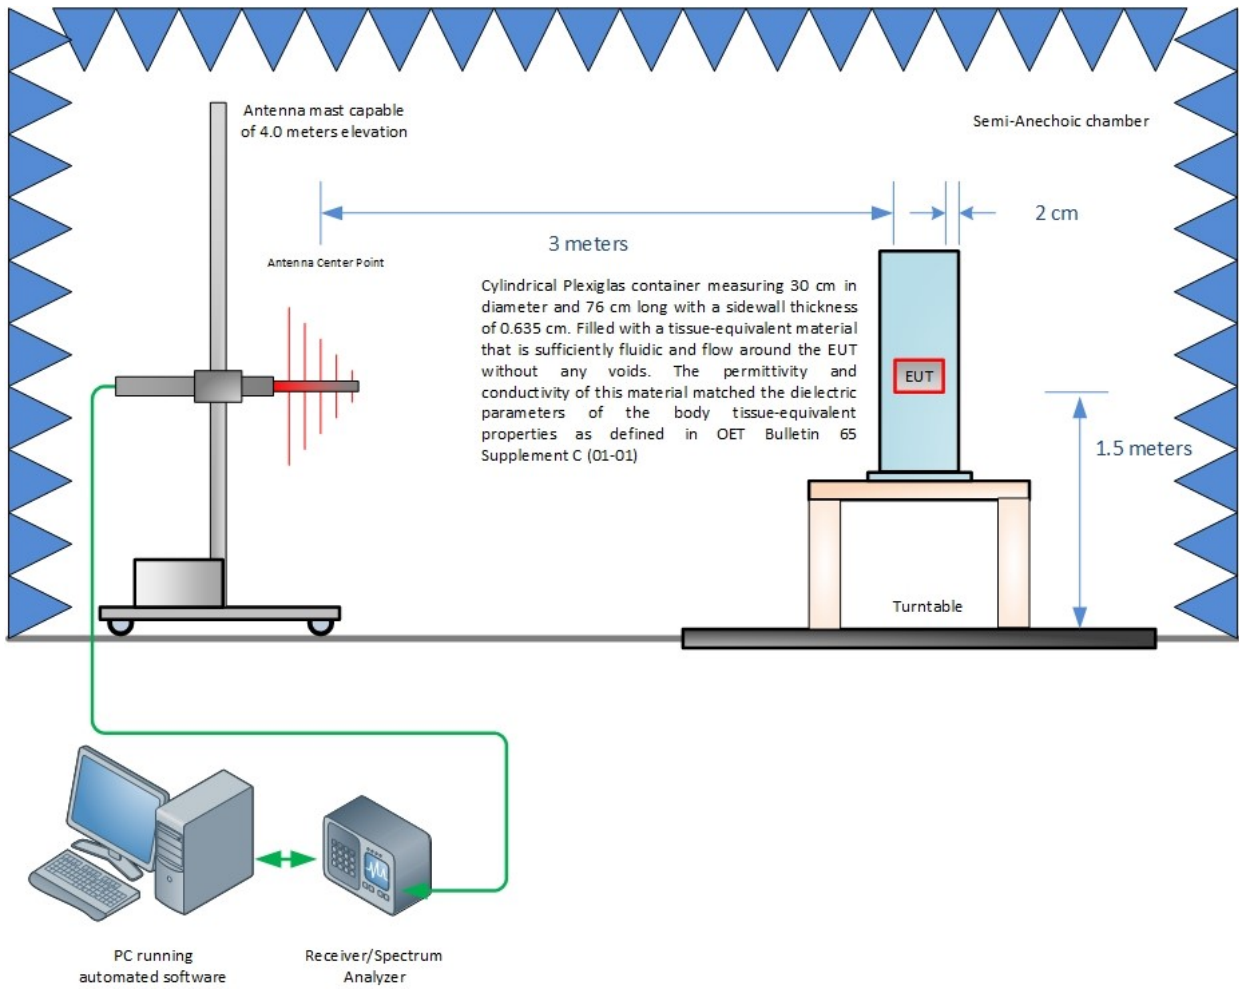 Antenna mast capable
of 4.0 meters elevation
Semi-Anechoic chamber
2 cm
3 meters
Antenna Center Point
Cylindrical Plexiglas container measuring 30 cm in
diameter and 76 cm long with a sidewall thickness
of 0.635 cm. Filled with a tissue-equivalent material
that is sufficiently fluidic and flow around the EUT
without any voids. The permittivity and
conductivity of this material matched the dielectric
parameters of the body tissue-equivalent
properties as defined in OET Bulletin 65
Supplement C (01-01)
EUT
1.5 meters
Turntable
PC running
automated software
Receiver/Spectrum
Analyzer